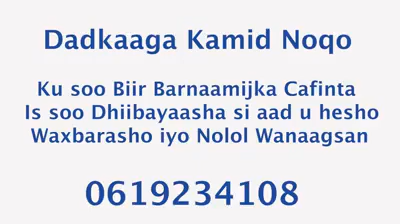 Dadkaaga Kamid Noqo
Ku soo Biir Barnaamijka Cafinta
Is soo Dhiibayaasha si aad u hesho
Waxbarasho iyo Nolol Wanaagsan
0619234108